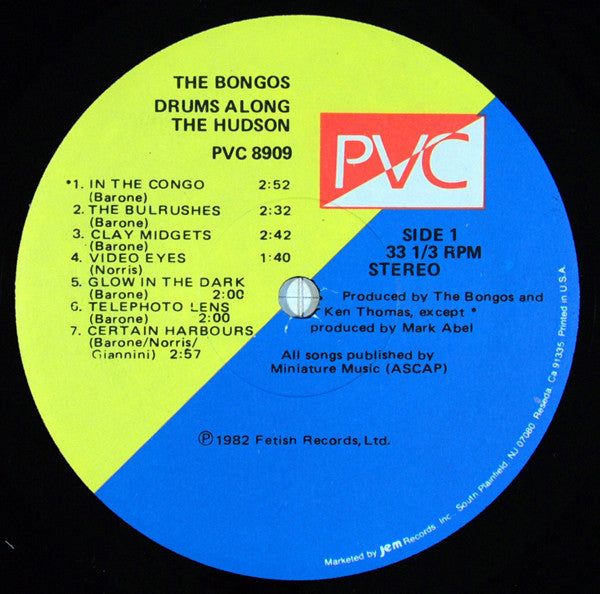 THE BONGOS
DRUMS ALONG
THE HUDSON
PVC 8909
*1. IN THE CONGO 2:52
(Barone)
2. THE BULRUSHES 2:32
(Barone)
3. CLAY MIDGETS 2:42
(Barone)
4. VIDEO EYES 1:40
(Norris)
5. GLOW IN THE DARK
(Barone) 2:00
6. TELEPHOTO LENS
(Barone) 2:00
7. CERTAIN HARBOURS
(Barone/Norris/
Giannini) 2:57
PVC
SIDE 1
33 1/3 RPM
STEREO
Produced by The Bongos and
Ken Thomas, except *
produced by Mark Abel
All songs published by
Miniature Music (ASCAP)
℗ 1982 Fetish Records, Ltd.
Marketed by Jem Records Inc. South Plainfield, NJ 07080 Reseda, Ca 91335 Printed in U.S.A.